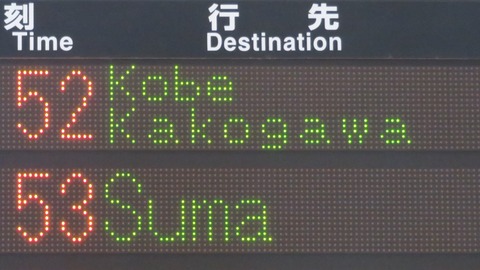 刻 行先
Time Destination
52 Kobe
Kakogawa
53 Suma